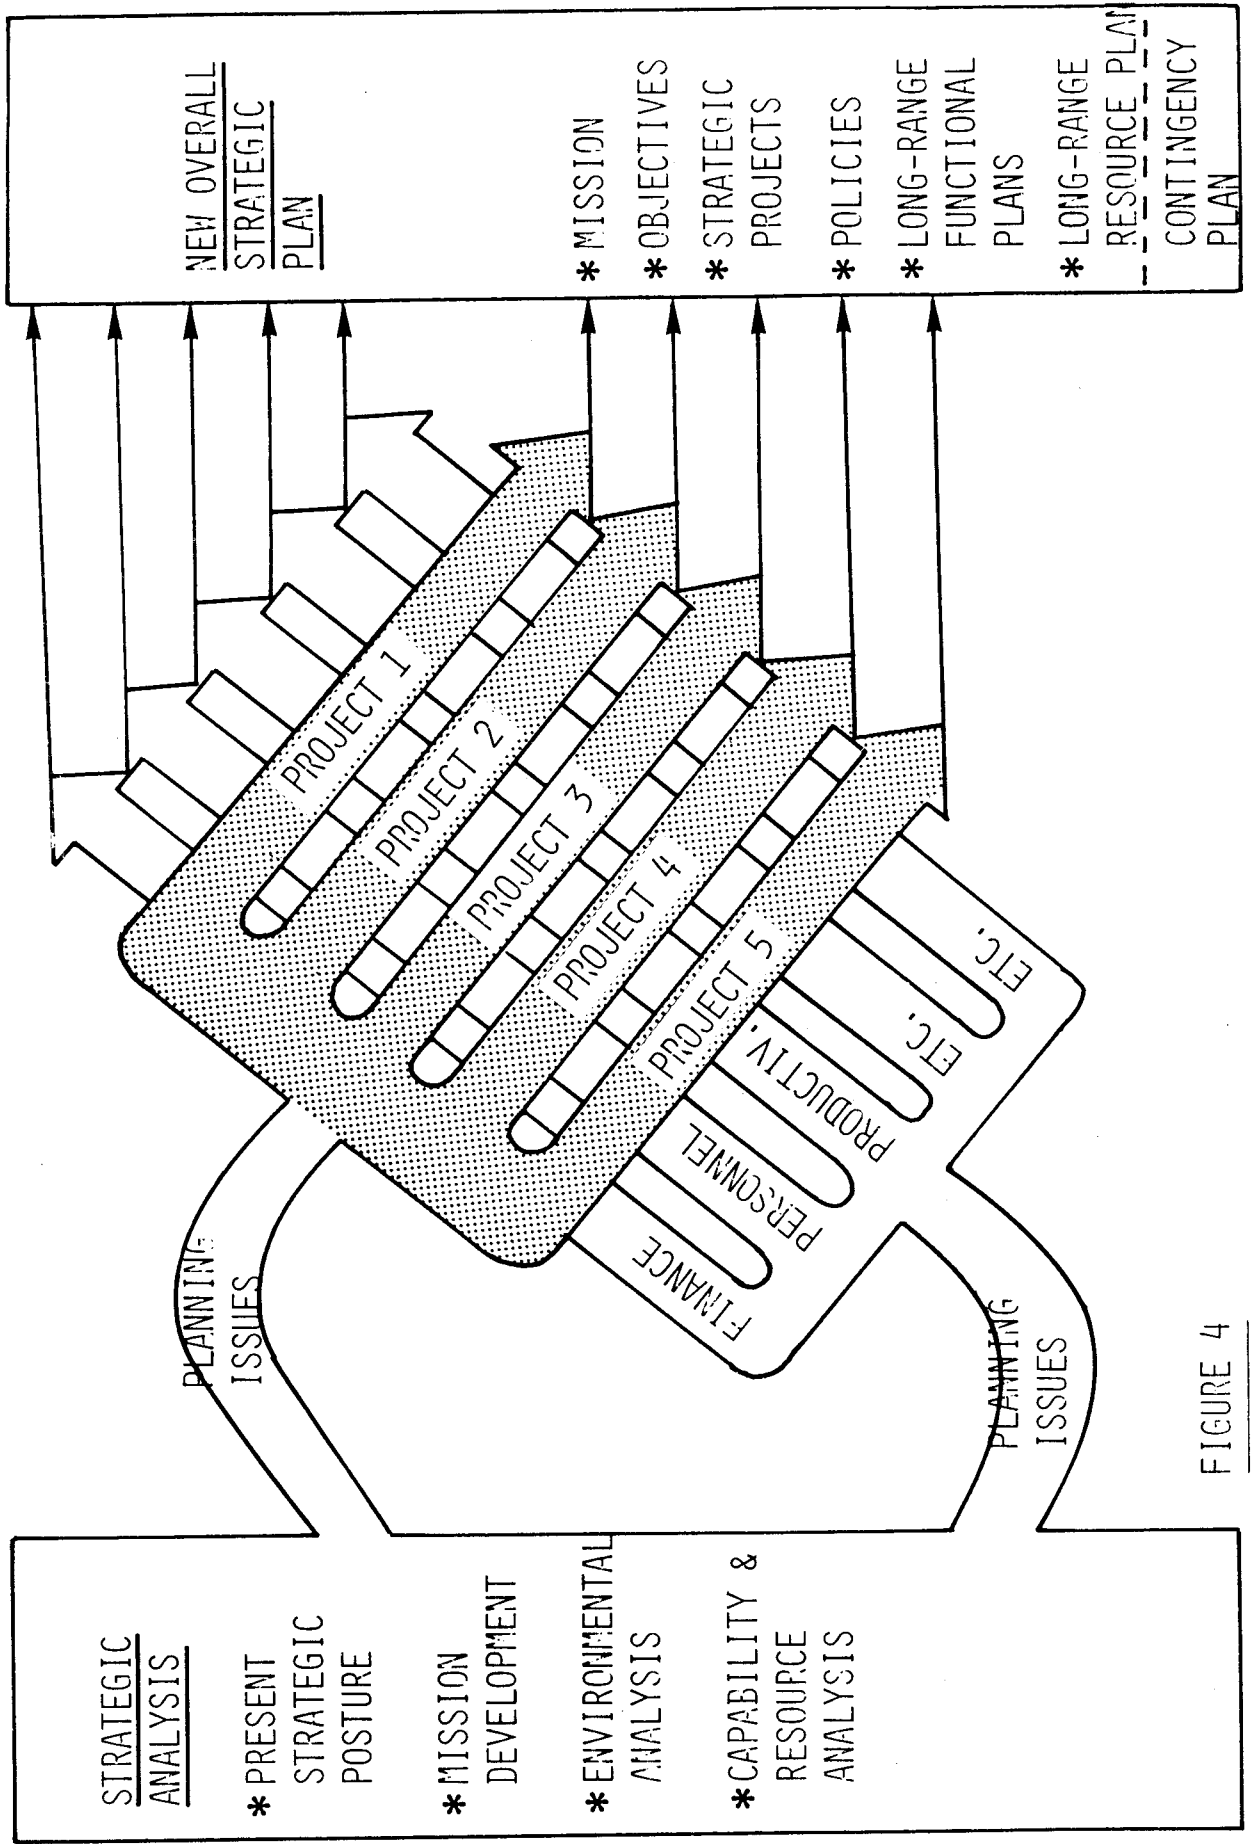 STRATEGIC
ANALYSIS
* PRESENT
STRATEGIC
POSTURE
* MISSION
DEVELOPMENT
* ENVIRONMENTAL
ANALYSIS
* CAPABILITY &
RESOURCE
ANALYSIS
PLANNING
ISSUES
PLANNING
ISSUES
PROJECT 1
PROJECT 2
PROJECT 3
PROJECT 4
PROJECT 5
FINANCE
PERSONNEL
PRODUCTIV.
ETC.
ETC.
NEW OVERALL
STRATEGIC
PLAN
* MISSION
* OBJECTIVES
* STRATEGIC
PROJECTS
* POLICIES
* LONG-RANGE
FUNCTIONAL
PLANS
* LONG-RANGE
RESOURCE PLAN
CONTINGENCY
PLAN
FIGURE 4